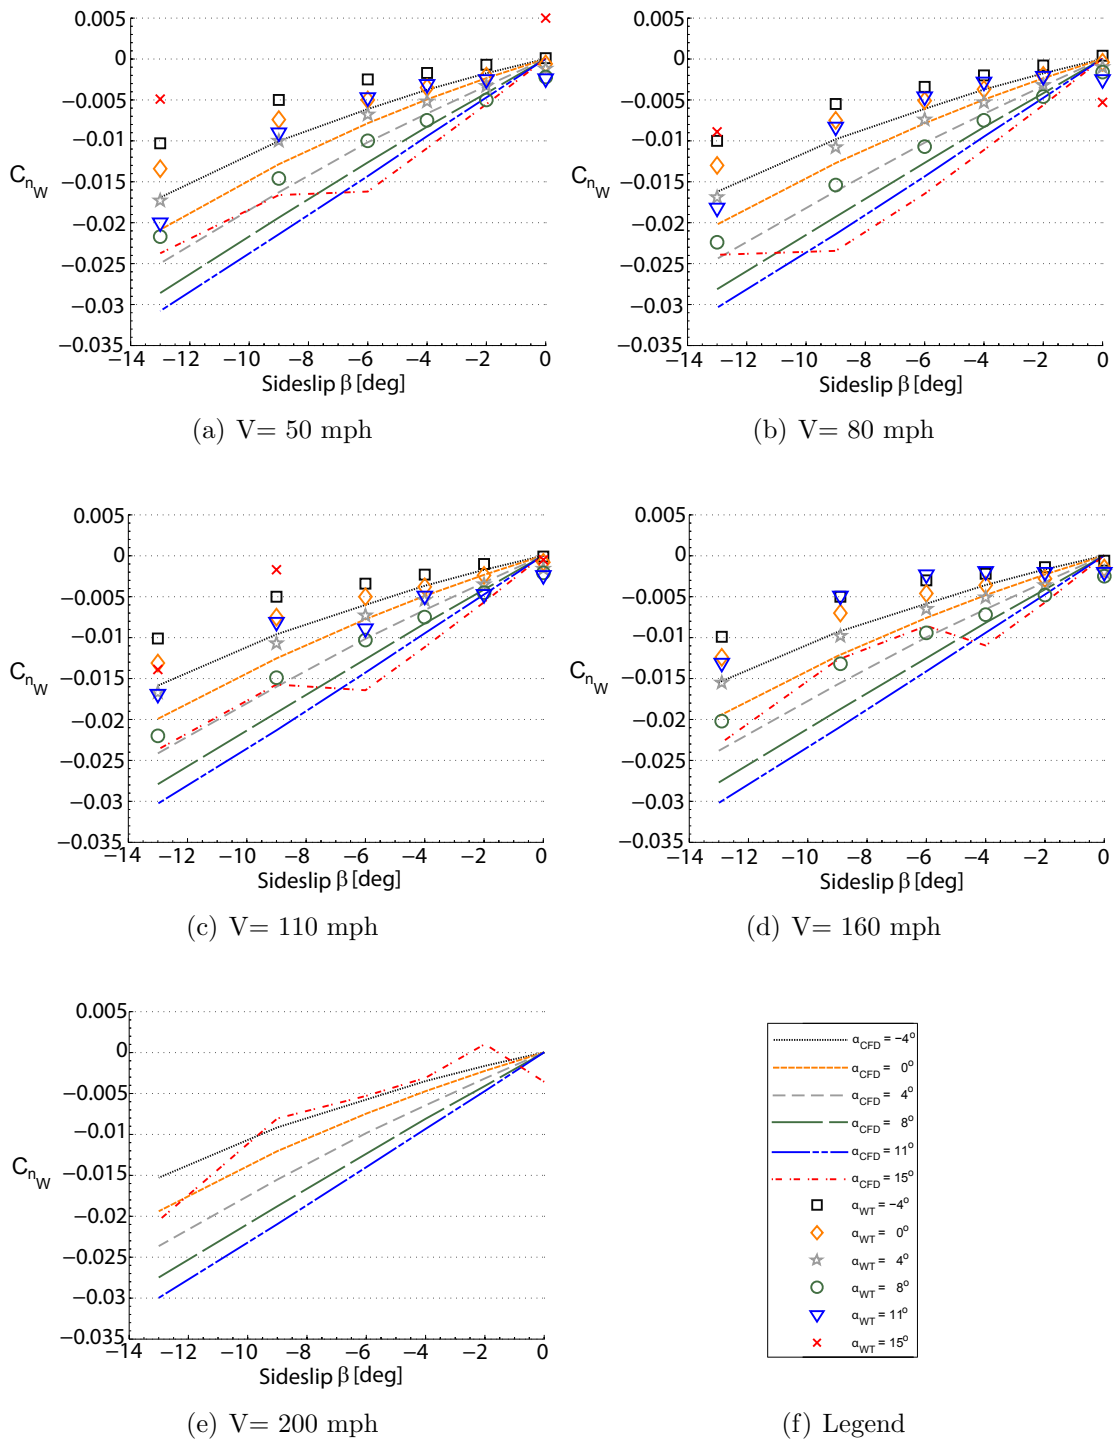 0.005
0
−0.005
−0.01
−0.015
−0.02
−0.025
−0.03
−0.035
C_nW
−14 −12 −10 −8 −6 −4 −2 0
Sideslip β [deg]
(a) V= 50 mph
0.005
0
−0.005
−0.01
−0.015
−0.02
−0.025
−0.03
−0.035
C_nW
−14 −12 −10 −8 −6 −4 −2 0
Sideslip β [deg]
(b) V= 80 mph
0.005
0
−0.005
−0.01
−0.015
−0.02
−0.025
−0.03
−0.035
C_nW
−14 −12 −10 −8 −6 −4 −2 0
Sideslip β [deg]
(c) V= 110 mph
0.005
0
−0.005
−0.01
−0.015
−0.02
−0.025
−0.03
−0.035
C_nW
−14 −12 −10 −8 −6 −4 −2 0
Sideslip β [deg]
(d) V= 160 mph
0.005
0
−0.005
−0.01
−0.015
−0.02
−0.025
−0.03
−0.035
C_nW
−14 −12 −10 −8 −6 −4 −2 0
Sideslip β [deg]
(e) V= 200 mph
α_CFD = −4°
α_CFD = 0°
α_CFD = 4°
α_CFD = 8°
α_CFD = 11°
α_CFD = 15°
α_WT = −4°
α_WT = 0°
α_WT = 4°
α_WT = 8°
α_WT = 11°
α_WT = 15°
(f) Legend